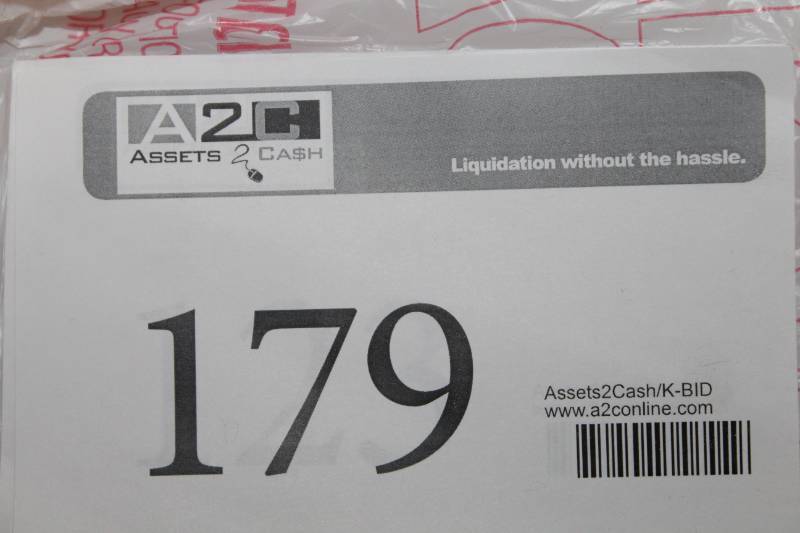 A2C
ASSETS 2 CA$H
Liquidation without the hassle.
179
Assets2Cash/K-BID
www.a2conline.com